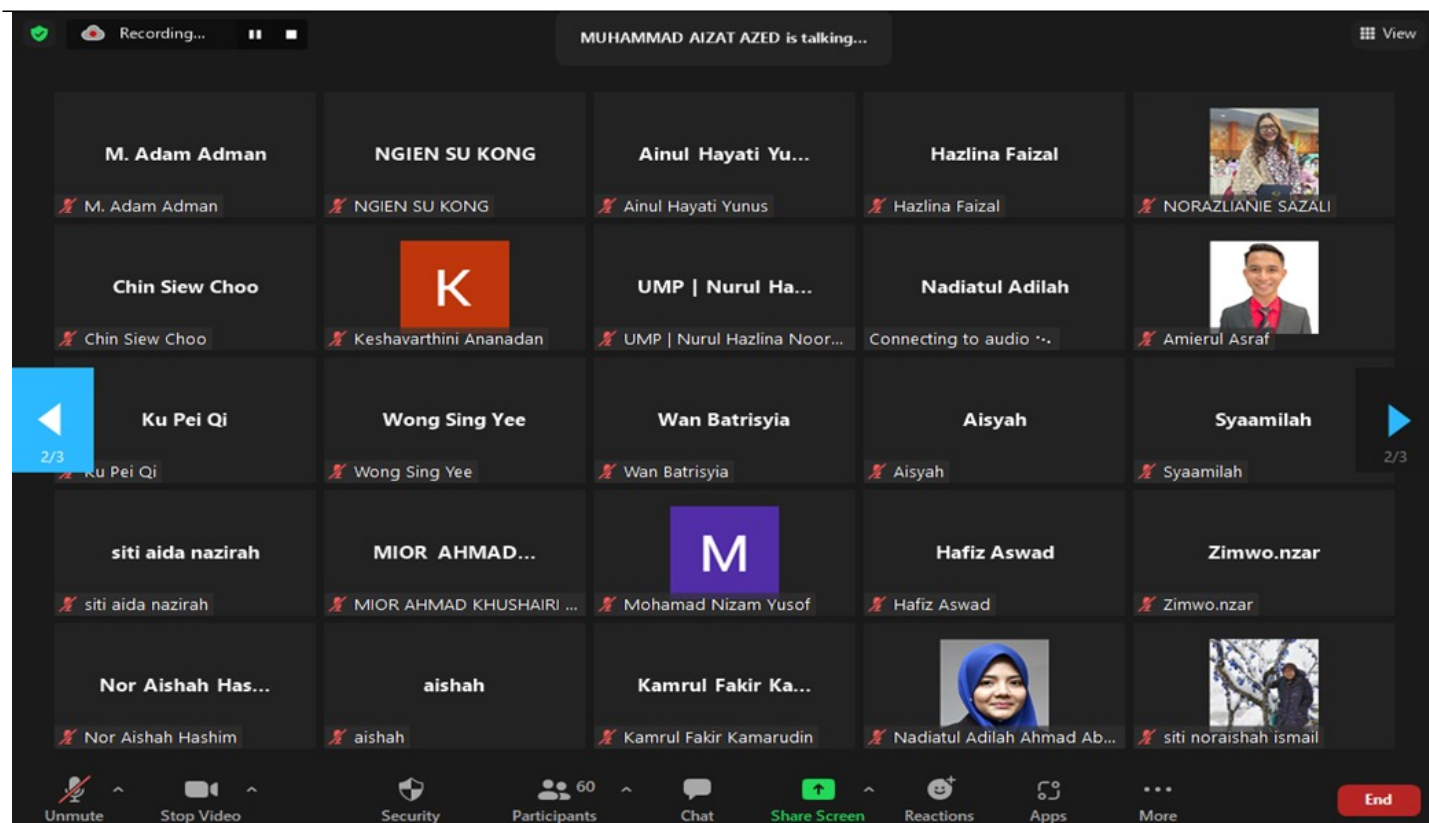 Recording...
MUHAMMAD AIZAT AZED is talking...
View
M. Adam Adman
NGIEN SU KONG
Ainul Hayati Yu...
Hazlina Faizal
M. Adam Adman
NGIEN SU KONG
Ainul Hayati Yunus
Hazlina Faizal
NORAZLIANIE SAZALI
Chin Siew Choo
K
UMP | Nurul Ha...
Nadiatul Adilah
Chin Siew Choo
Keshavarthini Ananadan
UMP | Nurul Hazlina Noor...
Connecting to audio
Amierul Asraf
Ku Pei Qi
Wong Sing Yee
Wan Batrisyia
Aisyah
Syaamilah
2/3
2/3
Ku Pei Qi
Wong Sing Yee
Wan Batrisyia
Aisyah
Syaamilah
siti aida nazirah
MIOR AHMAD...
M
Hafiz Aswad
Zimwo.nzar
siti aida nazirah
MIOR AHMAD KHUSHAIRI ...
Mohamad Nizam Yusof
Hafiz Aswad
Zimwo.nzar
Nor Aishah Has...
aishah
Kamrul Fakir Ka...
Nor Aishah Hashim
aishah
Kamrul Fakir Kamarudin
Nadiatul Adilah Ahmad Ab...
siti noraishah ismail
60
Unmute
Stop Video
Security
Participants
Chat
Share Screen
Reactions
Apps
More
End